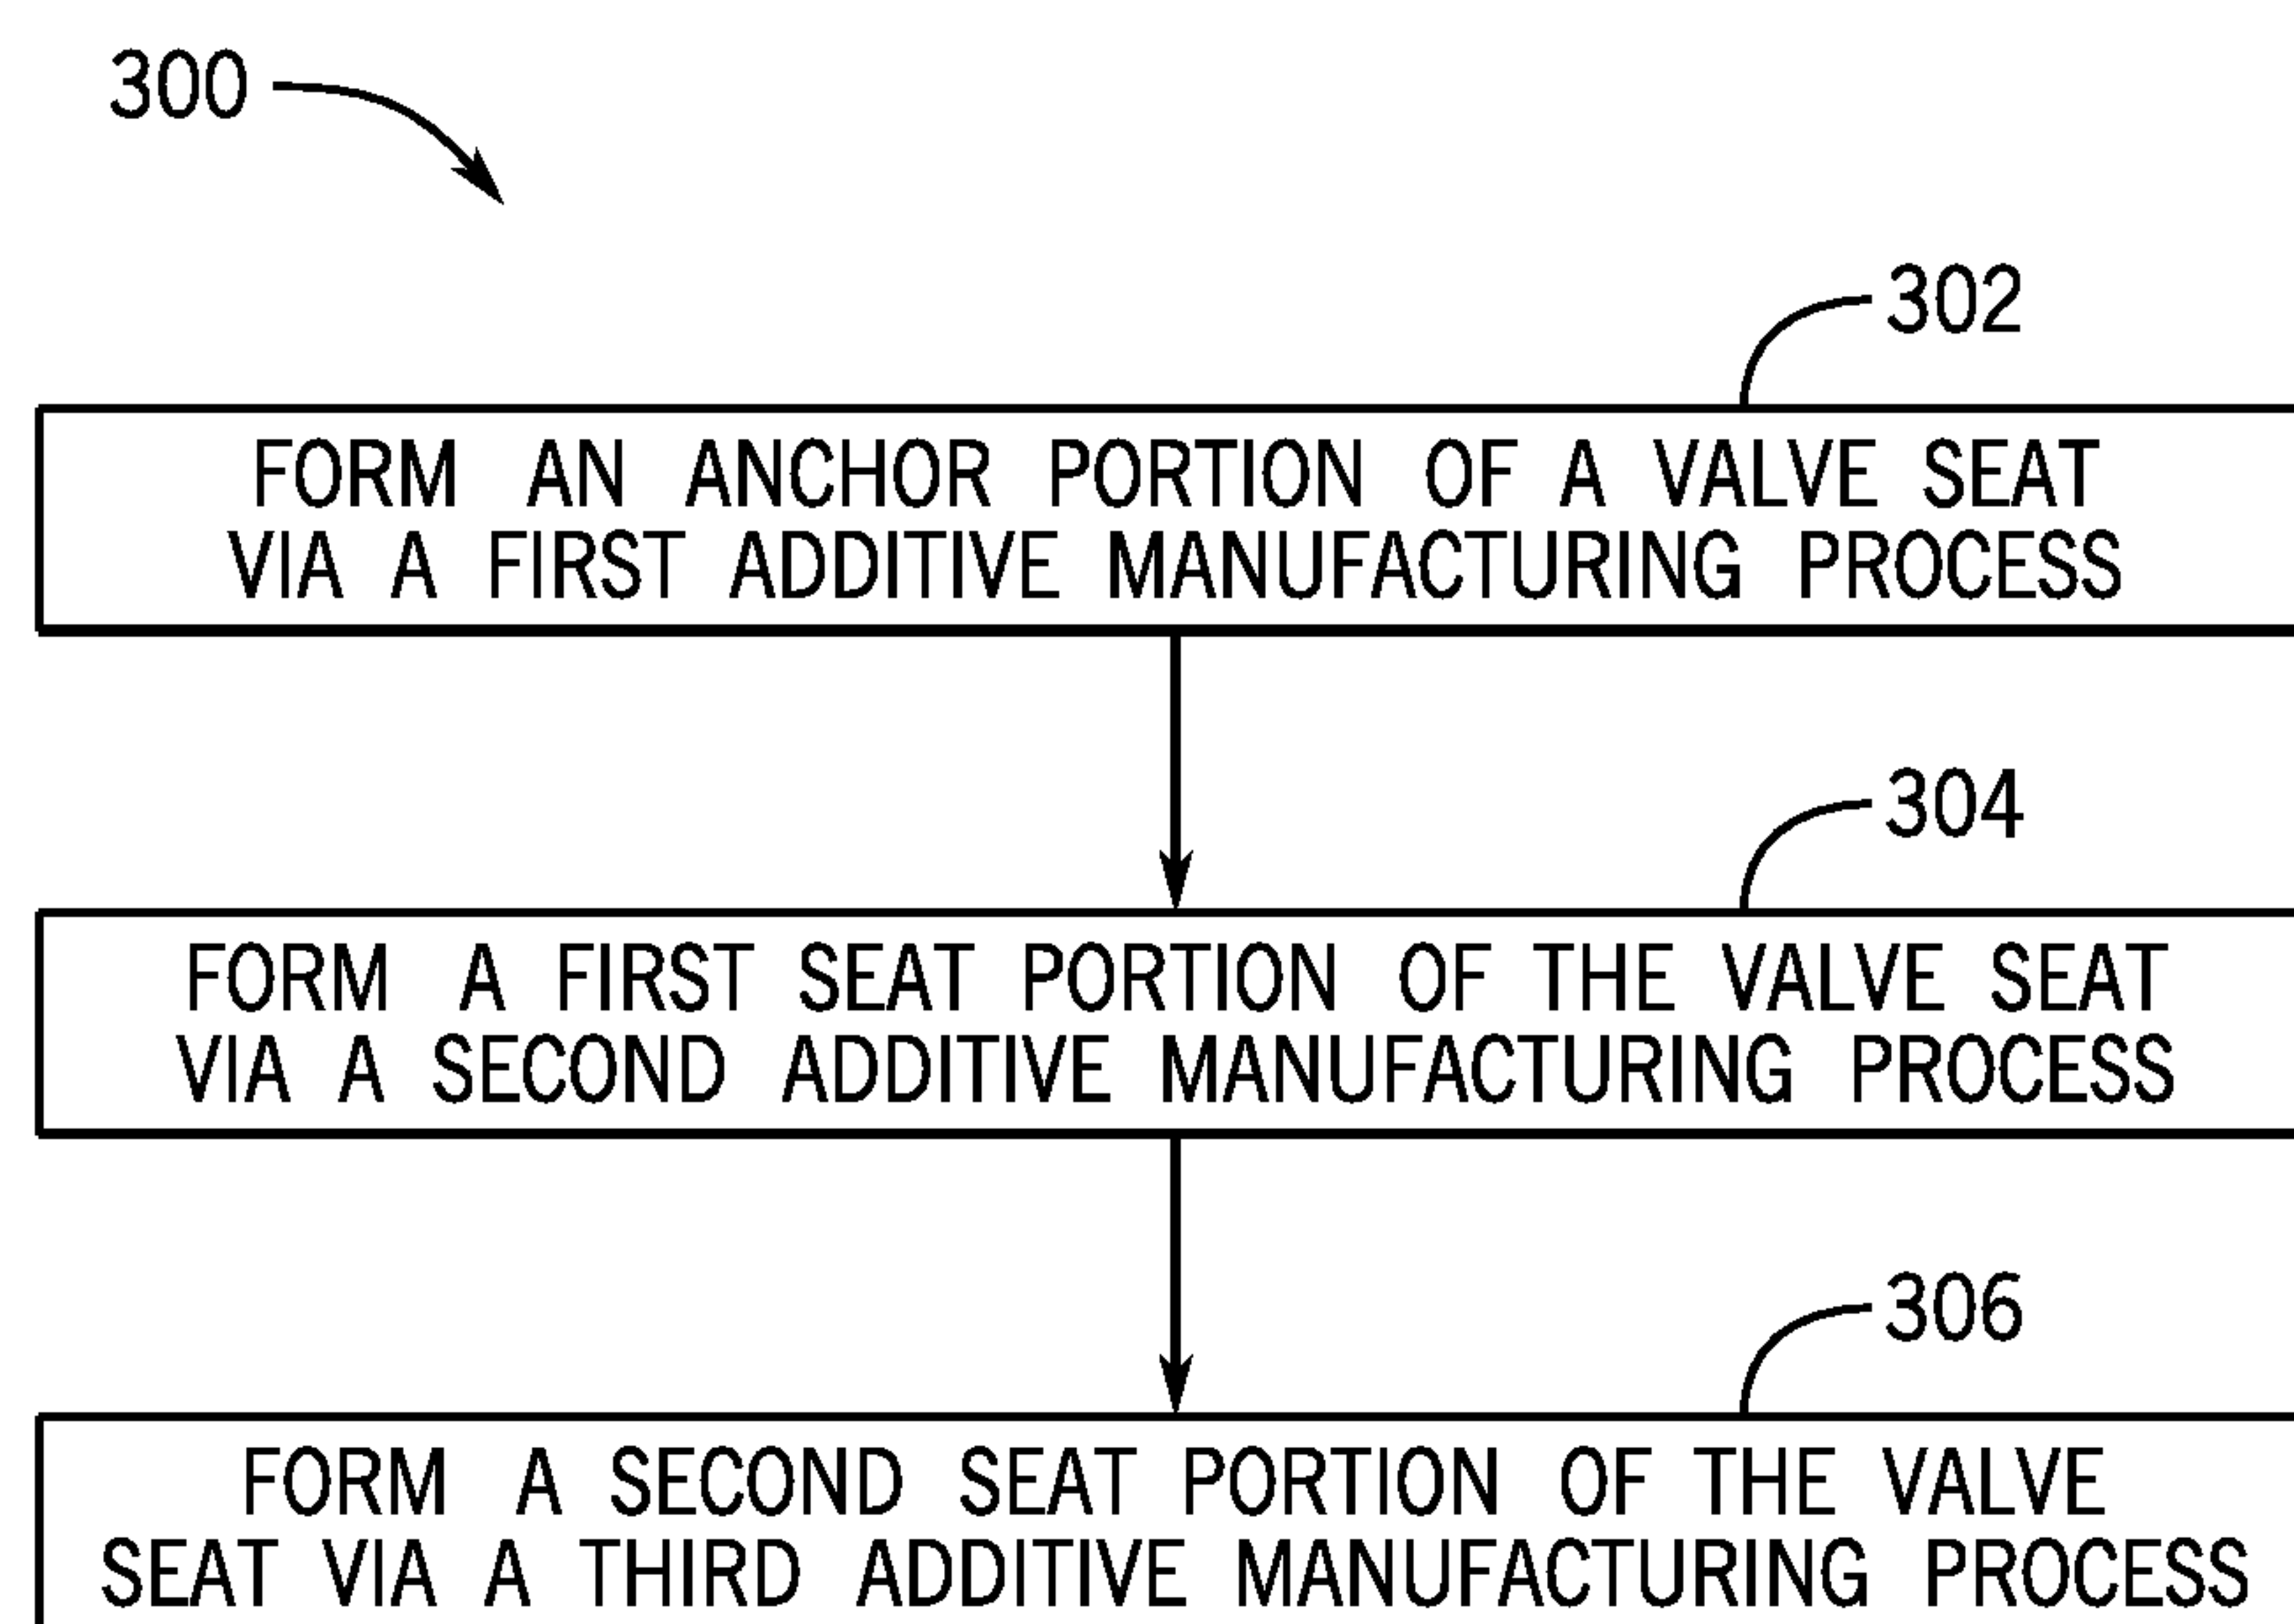 300
302
FORM AN ANCHOR PORTION OF A VALVE SEAT
VIA A FIRST ADDITIVE MANUFACTURING PROCESS
304
FORM A FIRST SEAT PORTION OF THE VALVE SEAT
VIA A SECOND ADDITIVE MANUFACTURING PROCESS
306
FORM A SECOND SEAT PORTION OF THE VALVE
SEAT VIA A THIRD ADDITIVE MANUFACTURING PROCESS